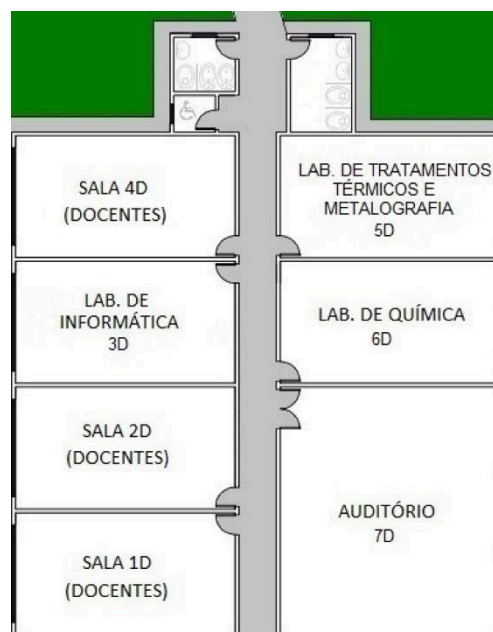 SALA 4D
(DOCENTES)
LAB. DE TRATAMENTOS
TÉRMICOS E
METALOGRAFIA
5D
LAB. DE
INFORMÁTICA
3D
LAB. DE QUÍMICA
6D
SALA 2D
(DOCENTES)
AUDITÓRIO
7D
SALA 1D
(DOCENTES)